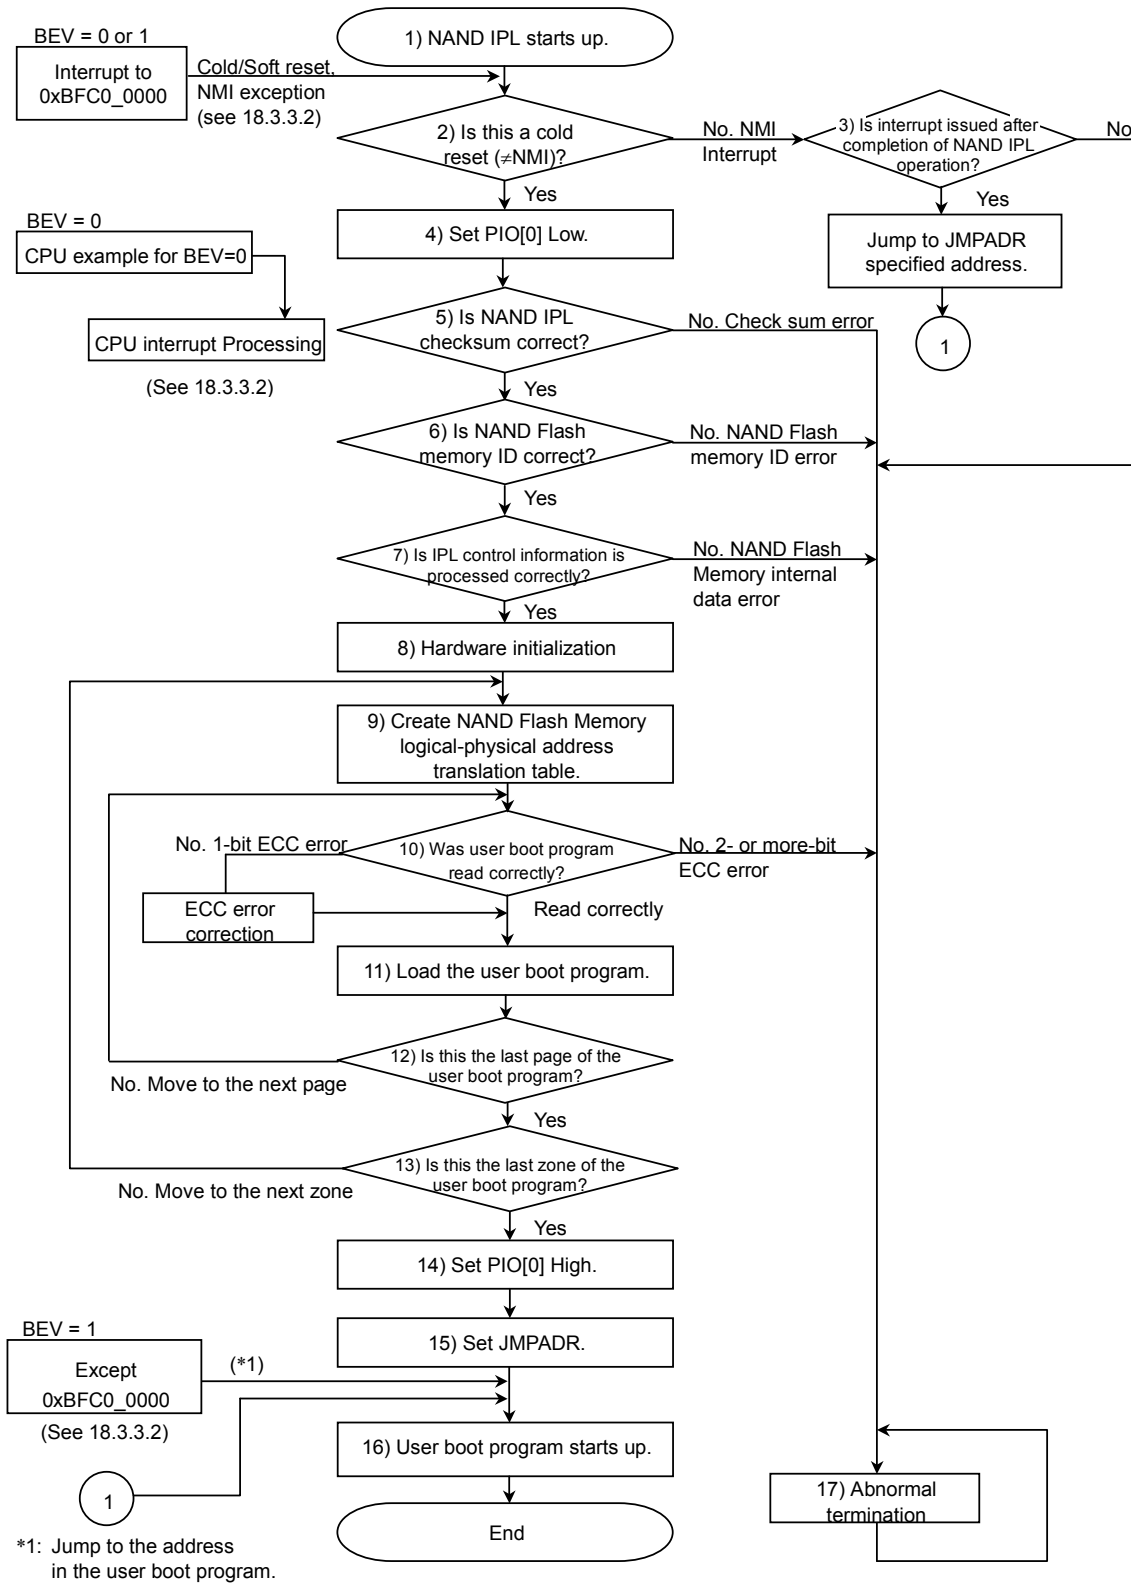 BEV = 0 or 1
Interrupt to
0xBFC0_0000
Cold/Soft reset,
NMI exception
(see 18.3.3.2)
1) NAND IPL starts up.
2) Is this a cold
reset (≠NMI)?
No. NMI
Interrupt
3) Is interrupt issued after
completion of NAND IPL
operation?
No
Yes
Yes
Jump to JMPADR
specified address.
1
BEV = 0
CPU example for BEV=0
CPU interrupt Processing
(See 18.3.3.2)
4) Set PIO[0] Low.
5) Is NAND IPL
checksum correct?
No. Check sum error
Yes
6) Is NAND Flash
memory ID correct?
No. NAND Flash
memory ID error
Yes
7) Is IPL control information is
processed correctly?
No. NAND Flash
Memory internal
data error
Yes
8) Hardware initialization
9) Create NAND Flash Memory
logical-physical address
translation table.
No. 1-bit ECC error
10) Was user boot program
read correctly?
No. 2- or more-bit
ECC error
ECC error
correction
Read correctly
11) Load the user boot program.
12) Is this the last page of the
user boot program?
No. Move to the next page
Yes
13) Is this the last zone of the
user boot program?
No. Move to the next zone
Yes
14) Set PIO[0] High.
15) Set JMPADR.
BEV = 1
Except
0xBFC0_0000
(See 18.3.3.2)
(*1)
16) User boot program starts up.
1
End
17) Abnormal
termination
*1: Jump to the address
in the user boot program.